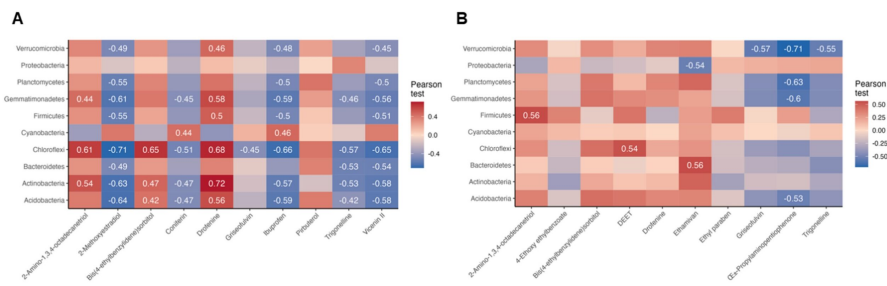 A
Verrucomicrobia -0.49 0.46 -0.48 -0.45
Proteobacteria
Planctomycetes -0.55 -0.5 -0.5
Gemmatimonadetes 0.44 -0.61 -0.45 0.58 -0.59 -0.46 -0.56
Firmicutes -0.55 0.5 -0.5 -0.51
Cyanobacteria 0.44 0.46
Chloroflexi 0.61 -0.71 0.65 -0.51 0.68 -0.45 -0.66 -0.57 -0.65
Bacteroidetes -0.49 -0.54
Actinobacteria 0.54 -0.63 0.47 -0.47 0.72 -0.57 -0.53 -0.58
Acidobacteria -0.64 0.42 -0.47 0.56 -0.59 -0.42 -0.58
2-Amino-1,3,4-octadecanetriol
2-Methoxyestradiol
Bis(4-ethylbenzylidene)sorbitol
Coniferin
Drofenine
Griseofulvin
Ibuprofen
Pirbuterol
Trigonelline
Vicenin II
Pearson
test
0.4
0.0
-0.4
B
Verrucomicrobia -0.57 -0.71 -0.55
Proteobacteria -0.54
Planctomycetes -0.63
Gemmatimonadetes -0.6
Firmicutes 0.56
Cyanobacteria
Chloroflexi 0.54
Bacteroidetes 0.56
Actinobacteria
Acidobacteria -0.53
2-Amino-1,3,4-octadecanetriol
4-Ethoxy ethylbenzoate
Bis(4-ethylbenzylidene)sorbitol
DEET
Drofenine
Ethamivan
Ethyl paraben
Griseofulvin
Œ±-Propylaminopentiophenone
Trigonelline
Pearson
test
0.50
0.25
0.00
-0.25
-0.50